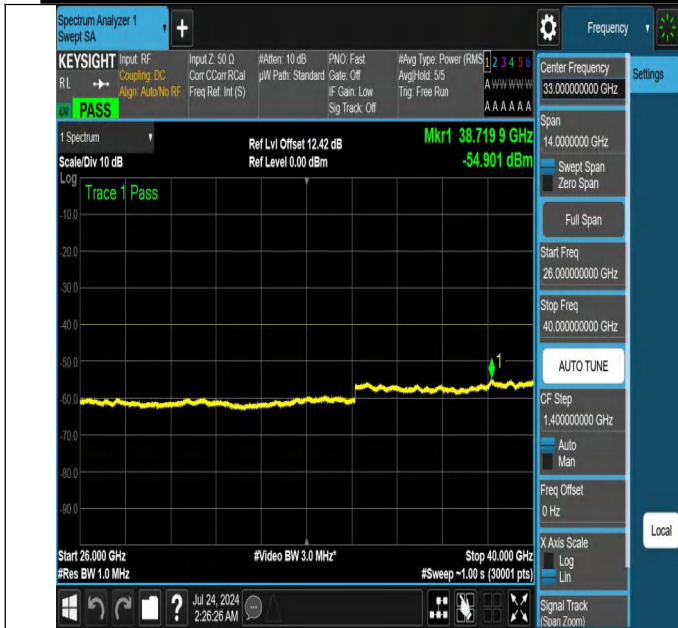 Spectrum Analyzer 1
Swept SA
Frequency
KEYSIGHT
RL
LXI
PASS
Input: RF
Coupling: DC
Align: Auto/No RF
Input Z: 50 Ω
Corr CCorr RCal
Freq Ref: Int (S)
#Atten: 10 dB
µW Path: Standard
PNO: Fast
Gate: Off
IF Gain: Low
Sig Track: Off
#Avg Type: Power (RMS
Avg|Hold: 5/5
Trig: Free Run
1 2 3 4 5 6
A W W W W W
A A A A A A
1 Spectrum
Scale/Div 10 dB
Log
Ref Lvl Offset 12.42 dB
Ref Level 0.00 dBm
Mkr1 38.719 9 GHz
-54.901 dBm
Trace 1 Pass
-10.0
-20.0
-30.0
-40.0
-50.0
-60.0
-70.0
-80.0
-90.0
1
Start 26.000 GHz
#Res BW 1.0 MHz
#Video BW 3.0 MHz*
Stop 40.000 GHz
#Sweep ~1.00 s (30001 pts)
Jul 24, 2024
2:26:26 AM
Center Frequency
33.000000000 GHz
Settings
Span
14.0000000 GHz
Swept Span
Zero Span
Full Span
Start Freq
26.000000000 GHz
Stop Freq
40.000000000 GHz
AUTO TUNE
CF Step
1.400000000 GHz
Auto
Man
Freq Offset
0 Hz
X Axis Scale
Log
Lin
Local
Signal Track
(Span Zoom)